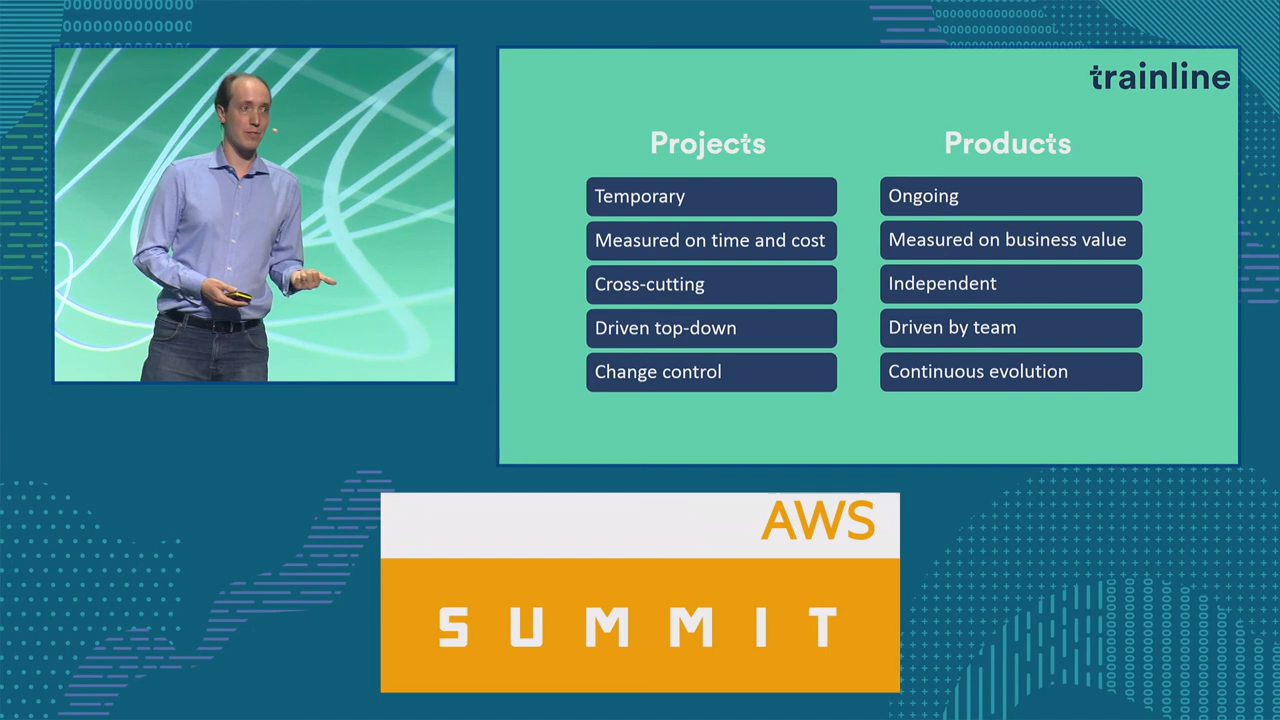 trainline
Projects
Products
Temporary
Ongoing
Measured on time and cost
Measured on business value
Cross-cutting
Independent
Driven top-down
Driven by team
Change control
Continuous evolution
AWS
SUMMIT